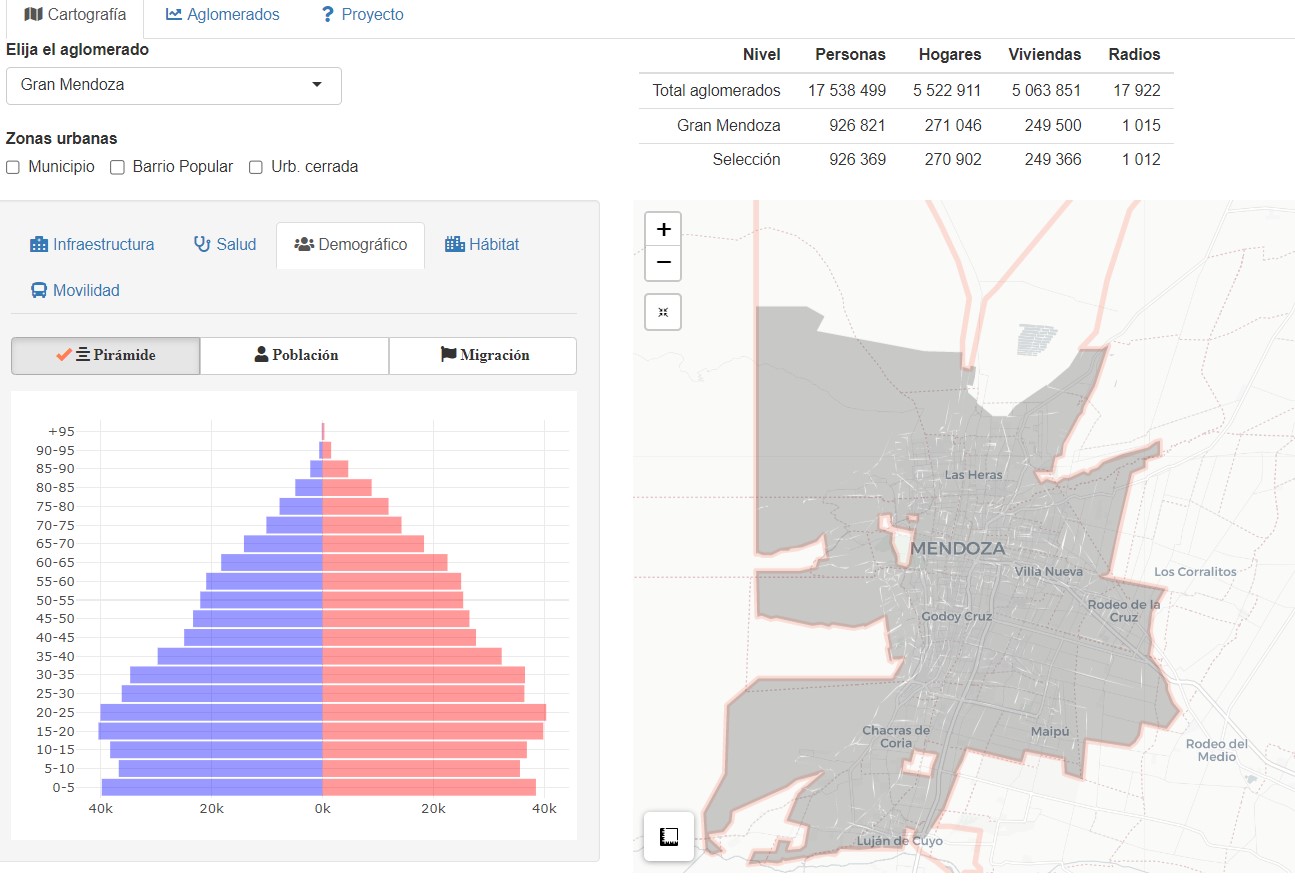 Cartografía
Aglomerados
? Proyecto
Elija el aglomerado
Gran Mendoza
Zonas urbanas
Municipio
Barrio Popular
Urb. cerrada
Nivel Personas Hogares Viviendas Radios
Total aglomerados 17 538 499 5 522 911 5 063 851 17 922
Gran Mendoza 926 821 271 046 249 500 1 015
Selección 926 369 270 902 249 366 1 012
Infraestructura
Salud
Demográfico
Hábitat
Movilidad
Pirámide
Población
Migración
+95
90-95
85-90
80-85
75-80
70-75
65-70
60-65
55-60
50-55
45-50
40-45
35-40
30-35
25-30
20-25
15-20
10-15
5-10
0-5
40k 20k 0k 20k 40k
+
−
Las Heras
MENDOZA
Villa Nueva
Los Corralitos
Rodeo de la
Cruz
Godoy Cruz
Chacras de
Coria
Maipú
Rodeo del
Medio
Luján de Cuyo